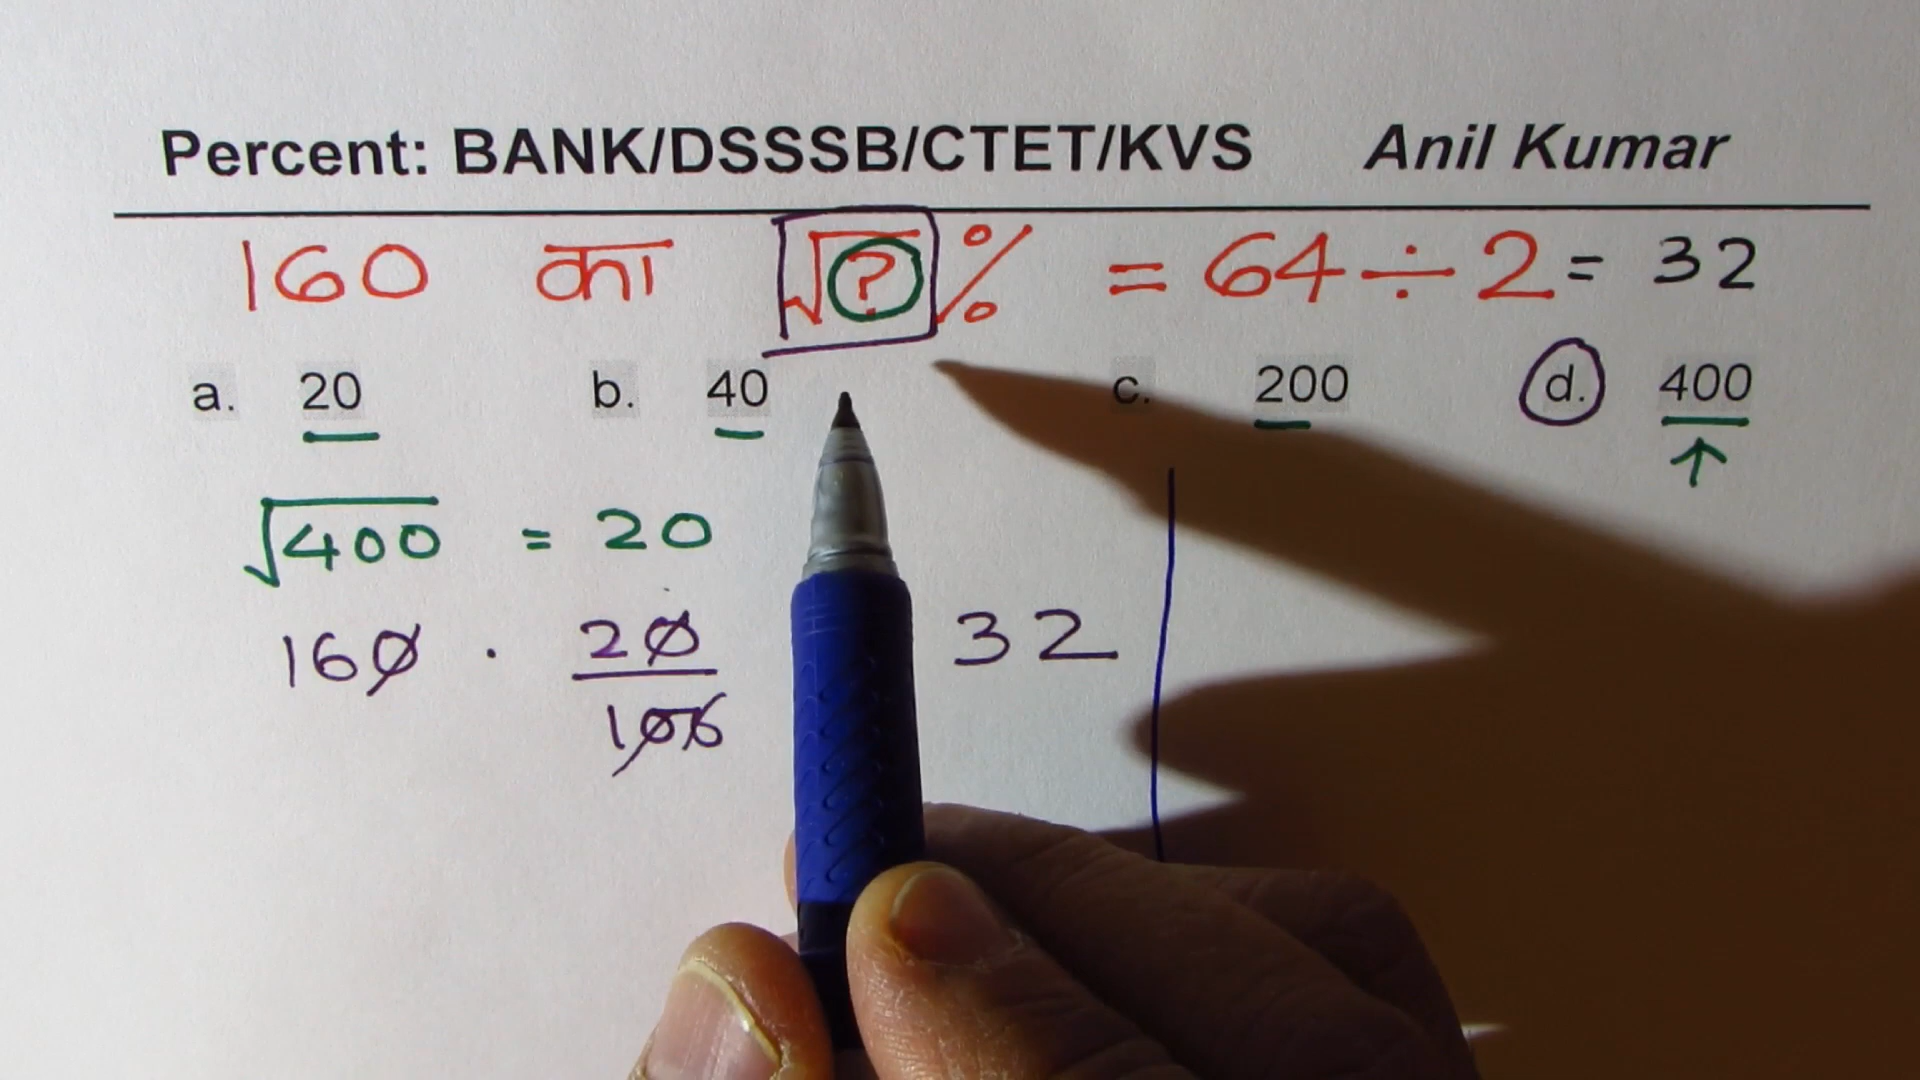 Percent: BANK/DSSSB/CTET/KVS Anil Kumar
160 का √? % = 64 ÷ 2 = 32
a. 20 b. 40 c. 200 d. 400
√400 = 20
160 · 20/100 32